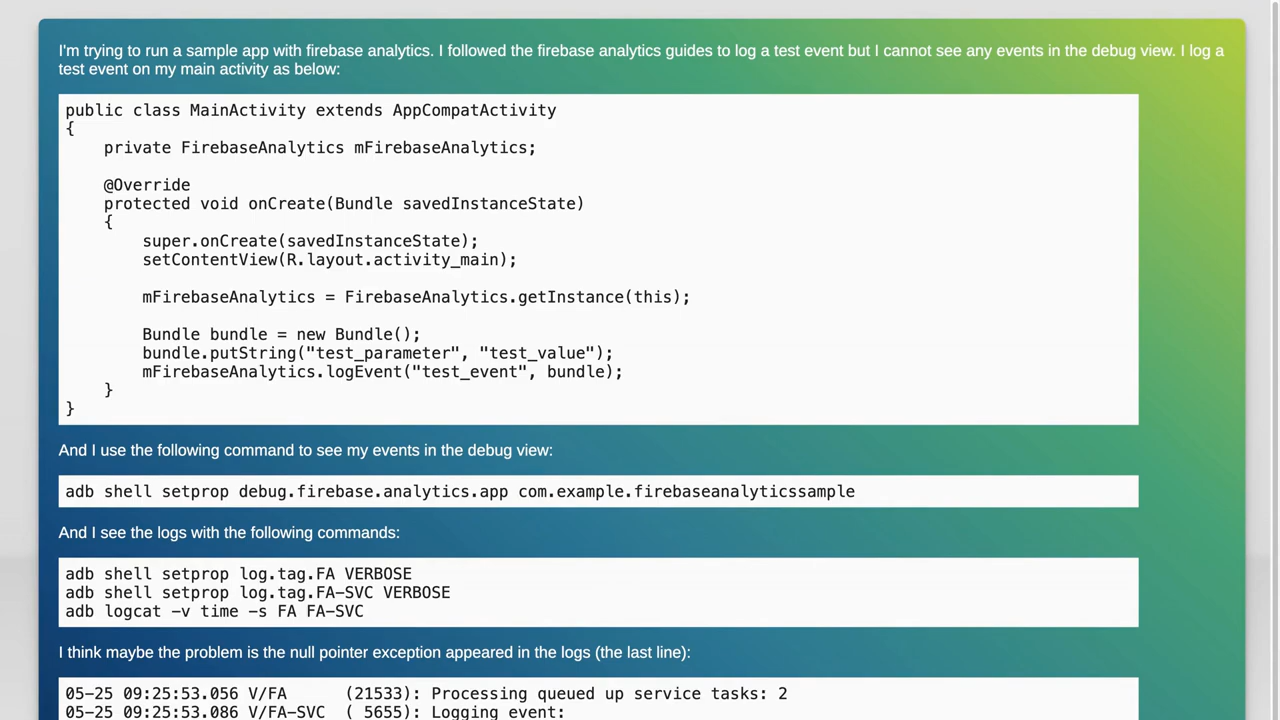 I'm trying to run a sample app with firebase analytics. I followed the firebase analytics guides to log a test event but I cannot see any events in the debug view. I log a
test event on my main activity as below:
public class MainActivity extends AppCompatActivity
{
    private FirebaseAnalytics mFirebaseAnalytics;
    @Override
    protected void onCreate(Bundle savedInstanceState)
    {
        super.onCreate(savedInstanceState);
        setContentView(R.layout.activity_main);
        mFirebaseAnalytics = FirebaseAnalytics.getInstance(this);
        Bundle bundle = new Bundle();
        bundle.putString("test_parameter", "test_value");
        mFirebaseAnalytics.logEvent("test_event", bundle);
    }
}
And I use the following command to see my events in the debug view:
adb shell setprop debug.firebase.analytics.app com.example.firebaseanalyticssample
And I see the logs with the following commands:
adb shell setprop log.tag.FA VERBOSE
adb shell setprop log.tag.FA-SVC VERBOSE
adb logcat -v time -s FA FA-SVC
I think maybe the problem is the null pointer exception appeared in the logs (the last line):
05-25 09:25:53.056 V/FA      (21533): Processing queued up service tasks: 2
05-25 09:25:53.086 V/FA-SVC  ( 5655): Logging event: